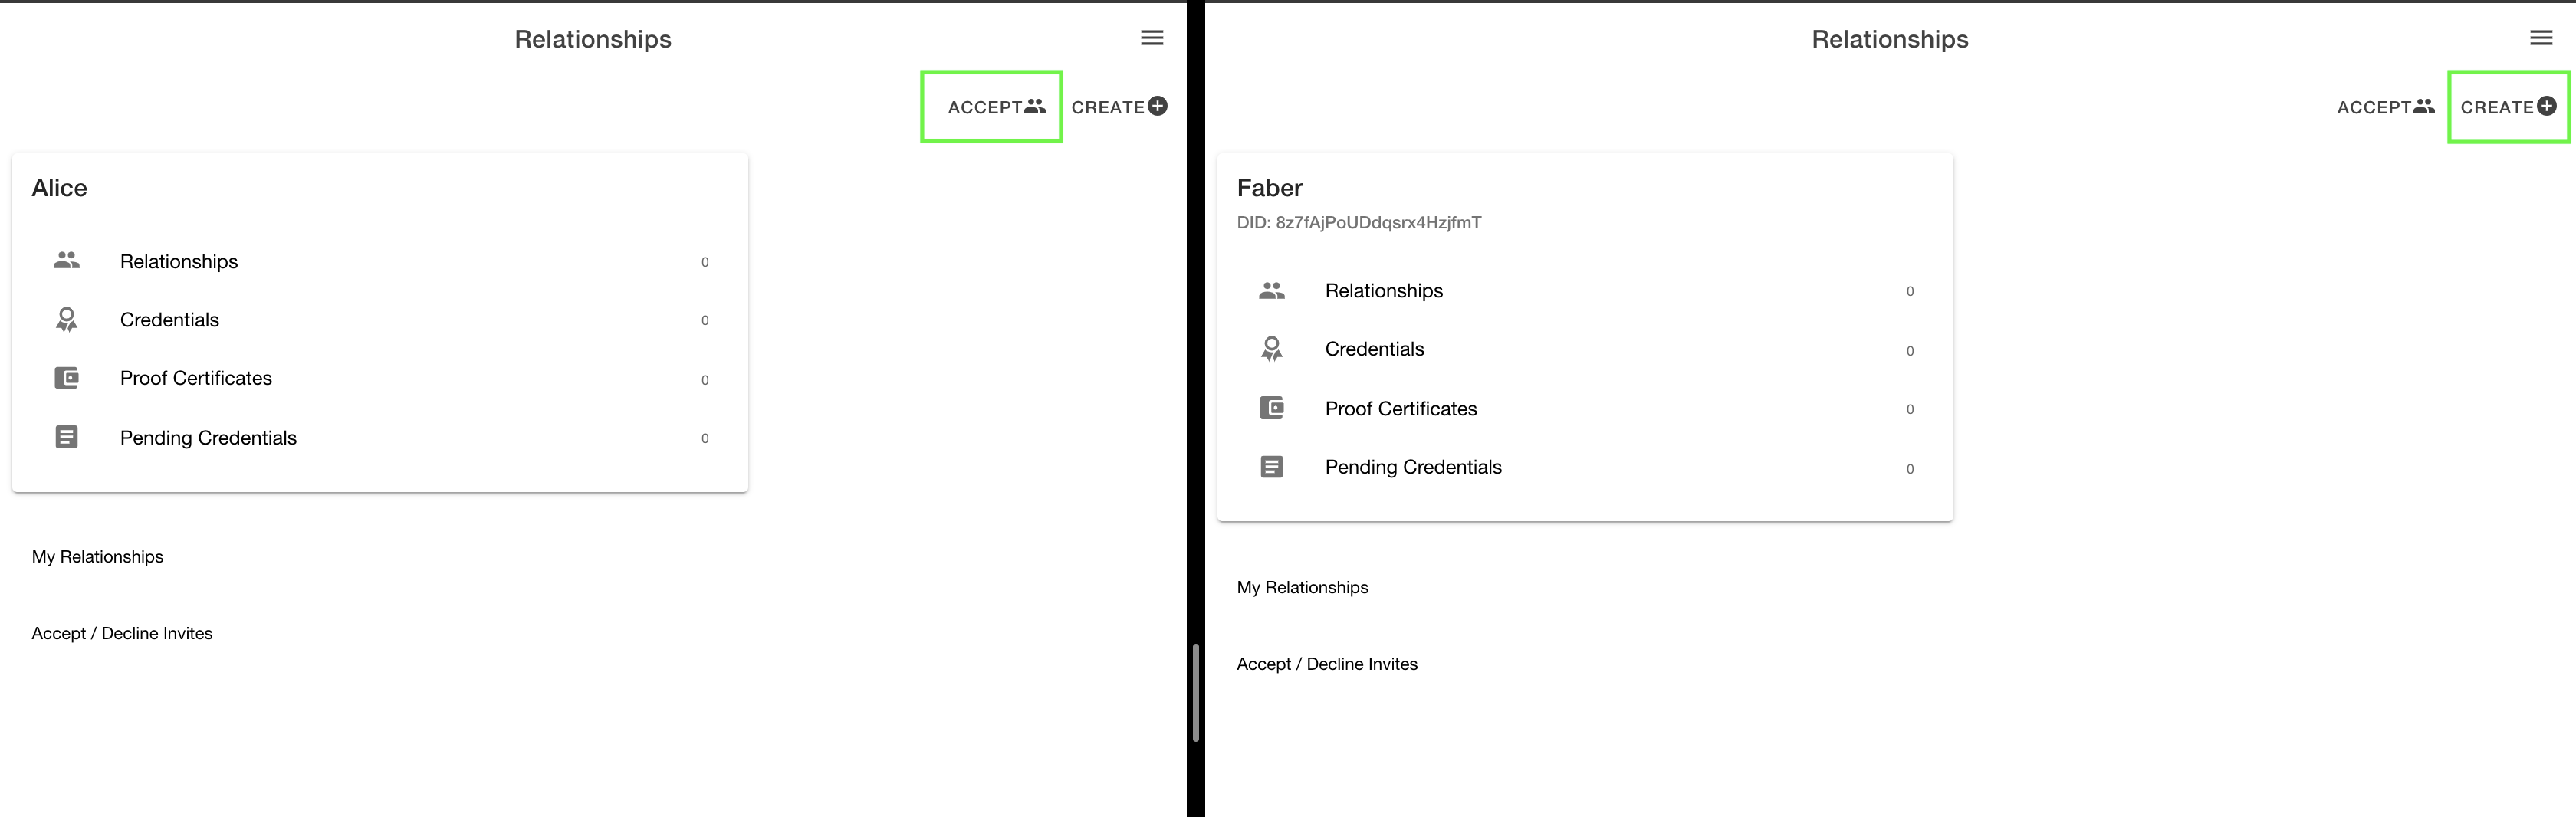 Relationships
ACCEPT CREATE
Alice
Relationships 0
Credentials 0
Proof Certificates 0
Pending Credentials 0
My Relationships
Accept / Decline Invites
Relationships
ACCEPT CREATE
Faber
DID: 8z7fAjPoUDdqsrx4HzjfmT
Relationships 0
Credentials 0
Proof Certificates 0
Pending Credentials 0
My Relationships
Accept / Decline Invites